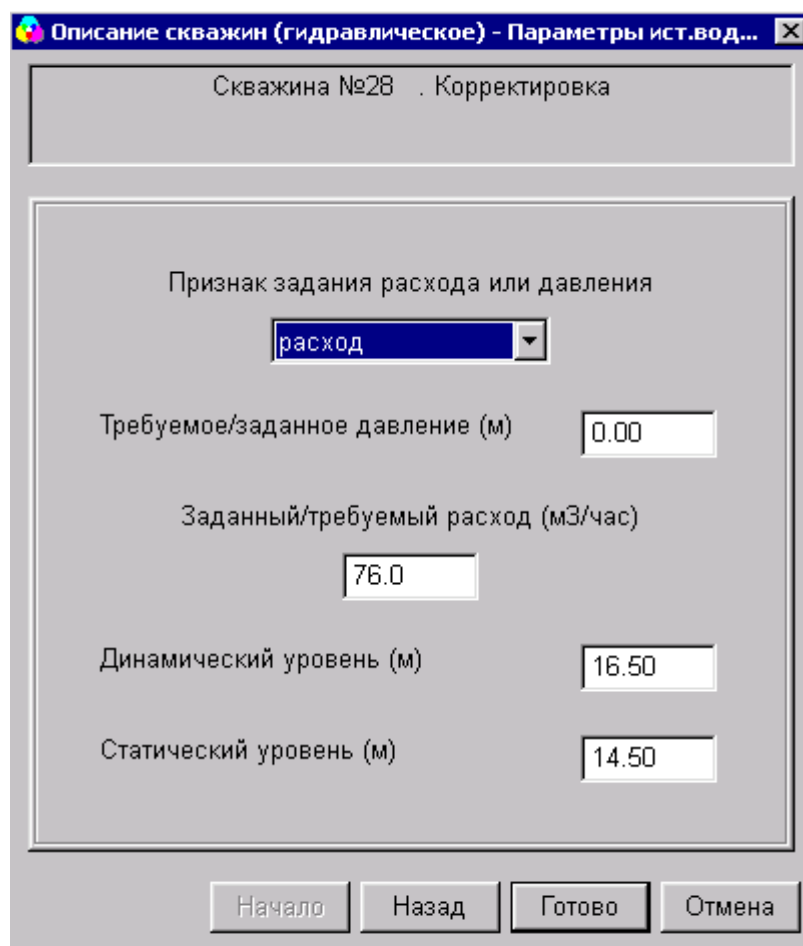 Описание скважин (гидравлическое) - Параметры ист.вод...
Скважина №28 . Корректировка
Признак задания расхода или давления
расход
Требуемое/заданное давление (м)
0.00
Заданный/требуемый расход (м3/час)
76.0
Динамический уровень (м)
16.50
Статический уровень (м)
14.50
Начало
Назад
Готово
Отмена